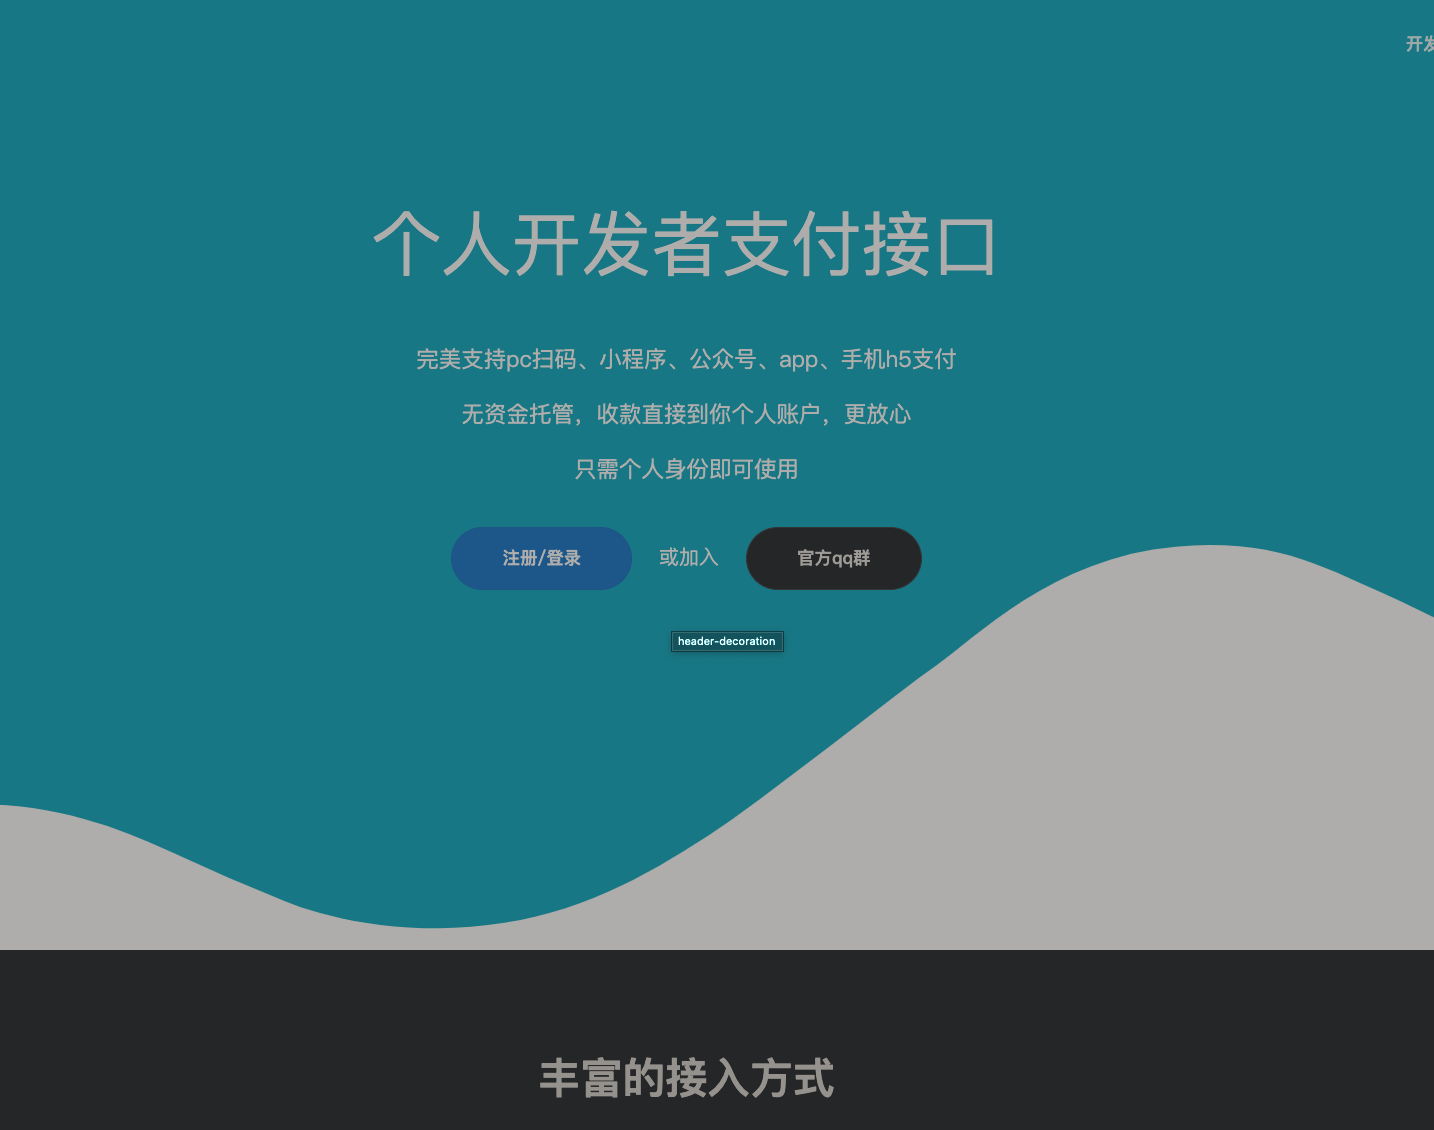 开发
个人开发者支付接口
完美支持pc扫码、小程序、公众号、app、手机h5支付
无资金托管，收款直接到你个人账户，更放心
只需个人身份即可使用
注册/登录 或加入 官方qq群
header-decoration
丰富的接入方式